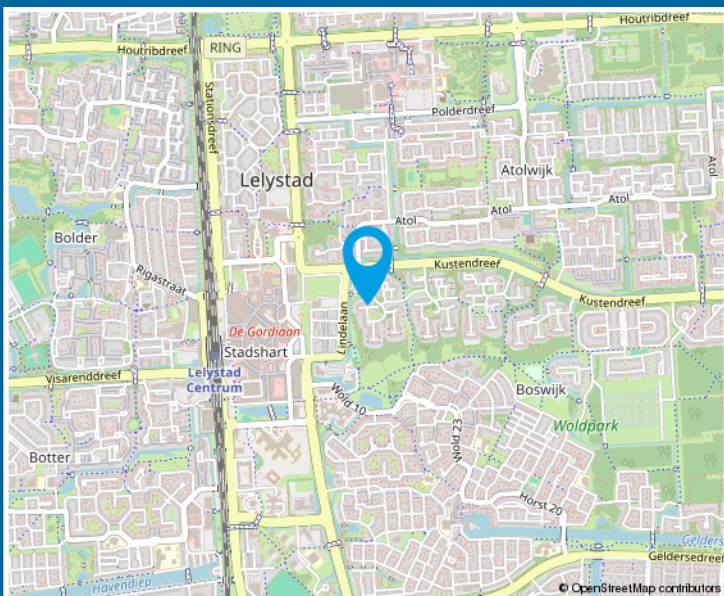 Houtribdreef
Houtribdreef
RING
Stationsdreef
Polderdreef
Lelystad
Atolwijk
Atol
Atol
Atol
Atol
Bolder
Kustendreef
Rigastraat
Kustendreef
Lindelaan
De Gordiaan
Stadshart
Lelystad
Centrum
Visarenddreef
Wold 10
Boswijk
Woldpark
Wold 23
Botter
Horst 20
Gelders
Geldersedreef
Havendiep
© OpenStreetMap contributors